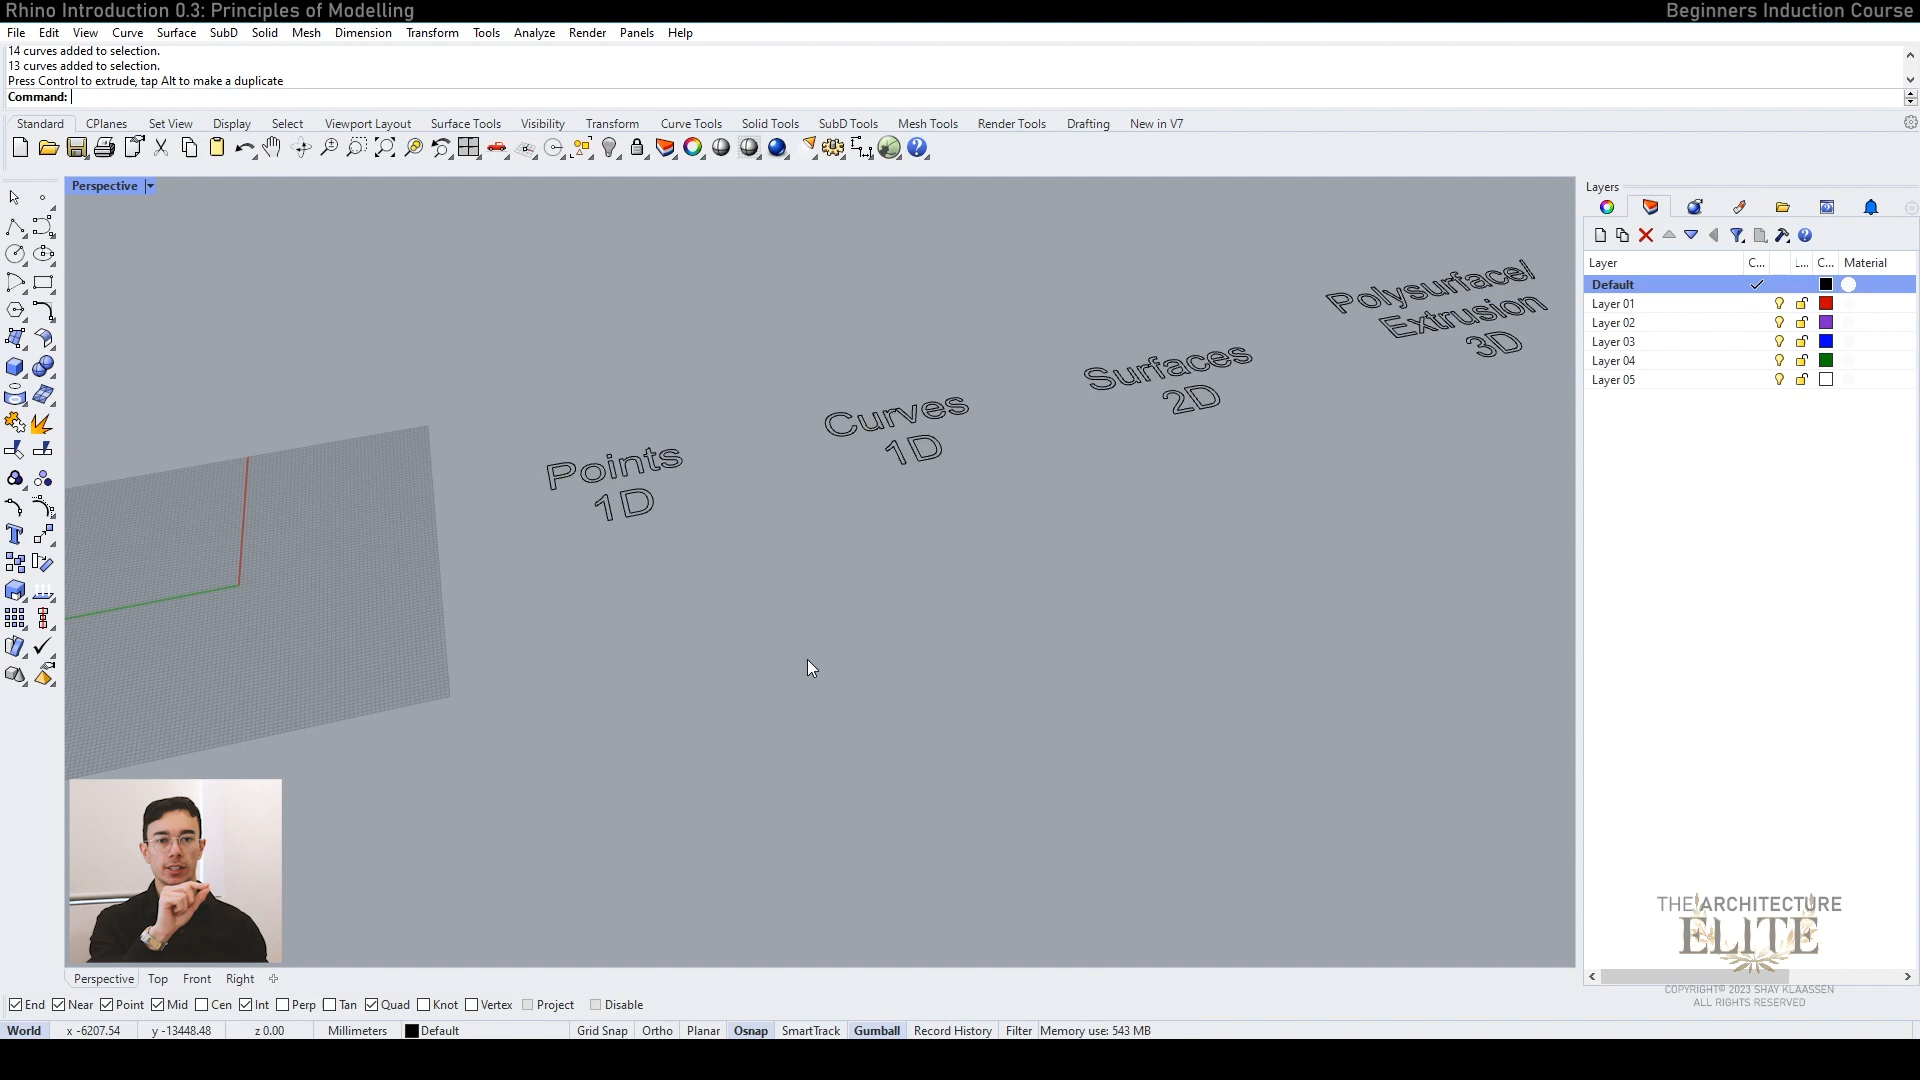 Rhino Introduction 0.3: Principles of Modelling
Beginners Induction Course
File Edit View Curve Surface SubD Solid Mesh Dimension Transform Tools Analyze Render Panels Help
14 curves added to selection.
13 curves added to selection.
Press Control to extrude, tap Alt to make a duplicate
Command:
Standard CPlanes Set View Display Select Viewport Layout Surface Tools Visibility Transform Curve Tools Solid Tools SubD Tools Mesh Tools Render Tools Drafting New in V7
Perspective
Layers
Layer C... L... C... Material
Default
Layer 01
Layer 02
Layer 03
Layer 04
Layer 05
Polysurface|
Extrusion
3D
Surfaces
2D
Curves
1D
Points
1D
THE ARCHITECTURE
ELITE
COPYRIGHT© 2023 SHAY KLAASSEN
ALL RIGHTS RESERVED
Perspective Top Front Right
End Near Point Mid Cen Int Perp Tan Quad Knot Vertex Project Disable
World x -6207.54 y -13448.48 z 0.00 Millimeters Default Grid Snap Ortho Planar Osnap SmartTrack Gumball Record History Filter Memory use: 543 MB